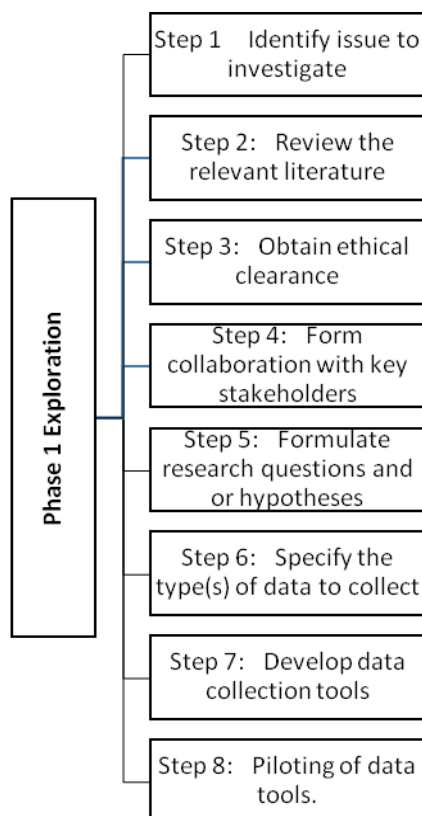 Phase 1 Exploration
Step 1 Identify issue to
investigate
Step 2: Review the
relevant literature
Step 3: Obtain ethical
clearance
Step 4: Form
collaboration with key
stakeholders
Step 5: Formulate
research questions and
or hypotheses
Step 6: Specify the
type(s) of data to collect
Step 7: Develop data
collection tools
Step 8: Piloting of data
tools.